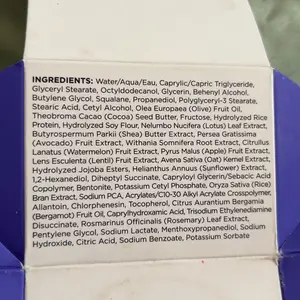 INGREDIENTS: Water/Aqua/Eau, Caprylic/Capric Triglyceride,
Glyceryl Stearate, Octyldodecanol, Glycerin, Behenyl Alcohol,
Butylene Glycol, Squalane, Propanediol, Polyglyceryl-3 Stearate,
Stearic Acid, Cetyl Alcohol, Olea Europaea (Olive) Fruit Oil,
Theobroma Cacao (Cocoa) Seed Butter, Fructose, Hydrolyzed Rice
Protein, Hydrolyzed Soy Flour, Nelumbo Nucifera (Lotus) Leaf Extract,
Butyrospermum Parkii (Shea) Butter Extract, Persea Gratissima
(Avocado) Fruit Extract, Withania Somnifera Root Extract, Citrullus
Lanatus (Watermelon) Fruit Extract, Pyrus Malus (Apple) Fruit Extract,
Lens Esculenta (Lentil) Fruit Extract, Avena Sativa (Oat) Kernel Extract,
Hydrolyzed Jojoba Esters, Helianthus Annuus (Sunflower) Extract,
1,2-Hexanediol, Diheptyl Succinate, Capryloyl Glycerin/Sebacic Acid
Copolymer, Bentonite, Potassium Cetyl Phosphate, Oryza Sativa (Rice)
Bran Extract, Sodium PCA, Acrylates/C10-30 Alkyl Acrylate Crosspolymer,
Allantoin, Chlorphenesin, Tocopherol, Citrus Aurantium Bergamia
(Bergamot) Fruit Oil, Caprylhydroxamic Acid, Trisodium Ethylenediamine
Disuccinate, Rosmarinus Officinalis (Rosemary) Leaf Extract,
Pentylene Glycol, Sodium Lactate, Menthoxypropanediol, Sodium
Hydroxide, Citric Acid, Sodium Benzoate, Potassium Sorbate